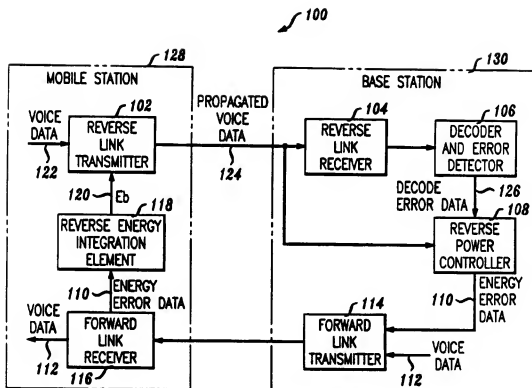 100
128
MOBILE STATION
130
BASE STATION
VOICE
DATA
122
102
REVERSE
LINK
TRANSMITTER
PROPAGATED
VOICE
DATA
124
104
REVERSE
LINK
RECEIVER
106
DECODER
AND ERROR
DETECTOR
120
Eb
118
REVERSE ENERGY
INTEGRATION
ELEMENT
DECODE
ERROR DATA
126
108
REVERSE
POWER
CONTROLLER
110
ENERGY
ERROR DATA
VOICE
DATA
112
FORWARD
LINK
RECEIVER
116
114
FORWARD
LINK
TRANSMITTER
110
ENERGY
ERROR
DATA
VOICE
DATA
112